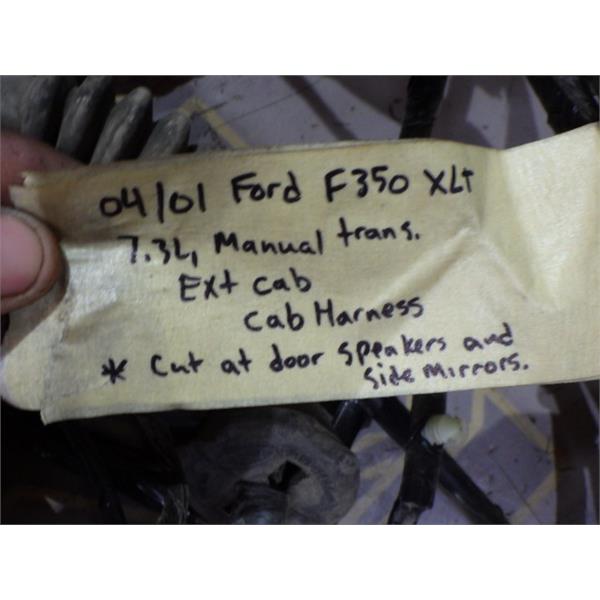 04/01 Ford F350 XLT
7.3L, Manual trans.
Ext cab
Cab Harness
* Cut at door speakers and
side Mirrors.